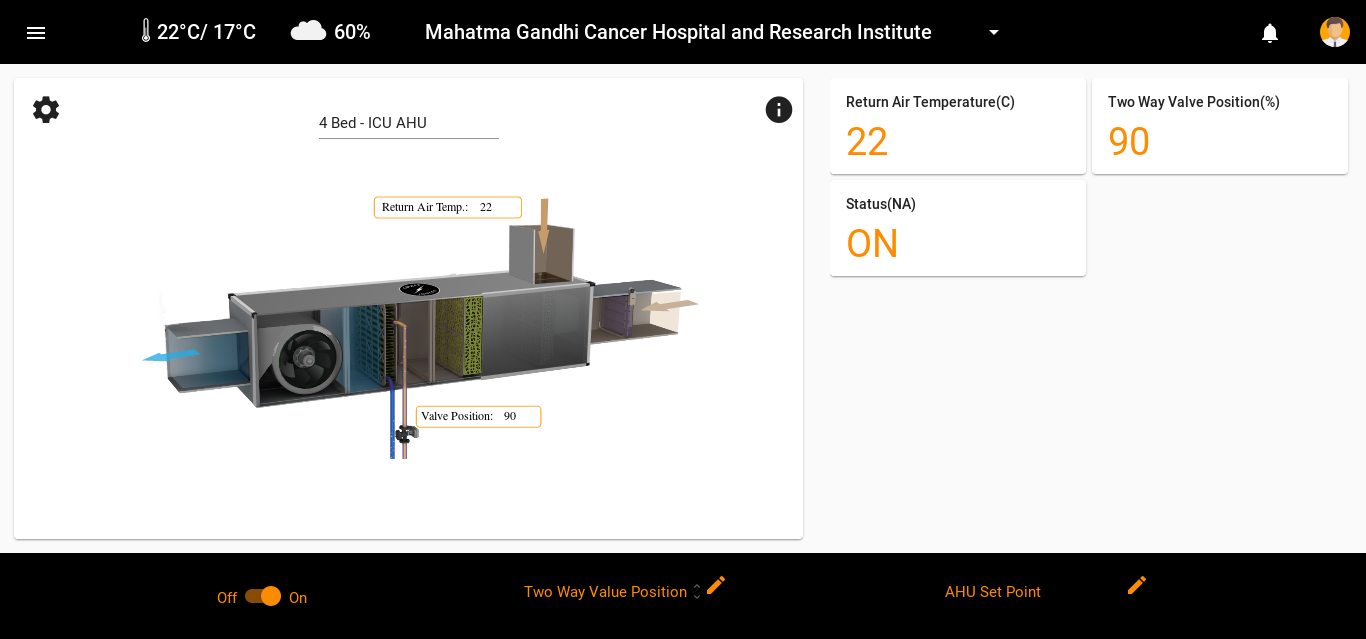 22°C/ 17°C 60% Mahatma Gandhi Cancer Hospital and Research Institute
4 Bed - ICU AHU
Return Air Temp.: 22
Valve Position: 90
Return Air Temperature(C)
22
Two Way Valve Position(%)
90
Status(NA)
ON
Off On
Two Way Value Position
AHU Set Point